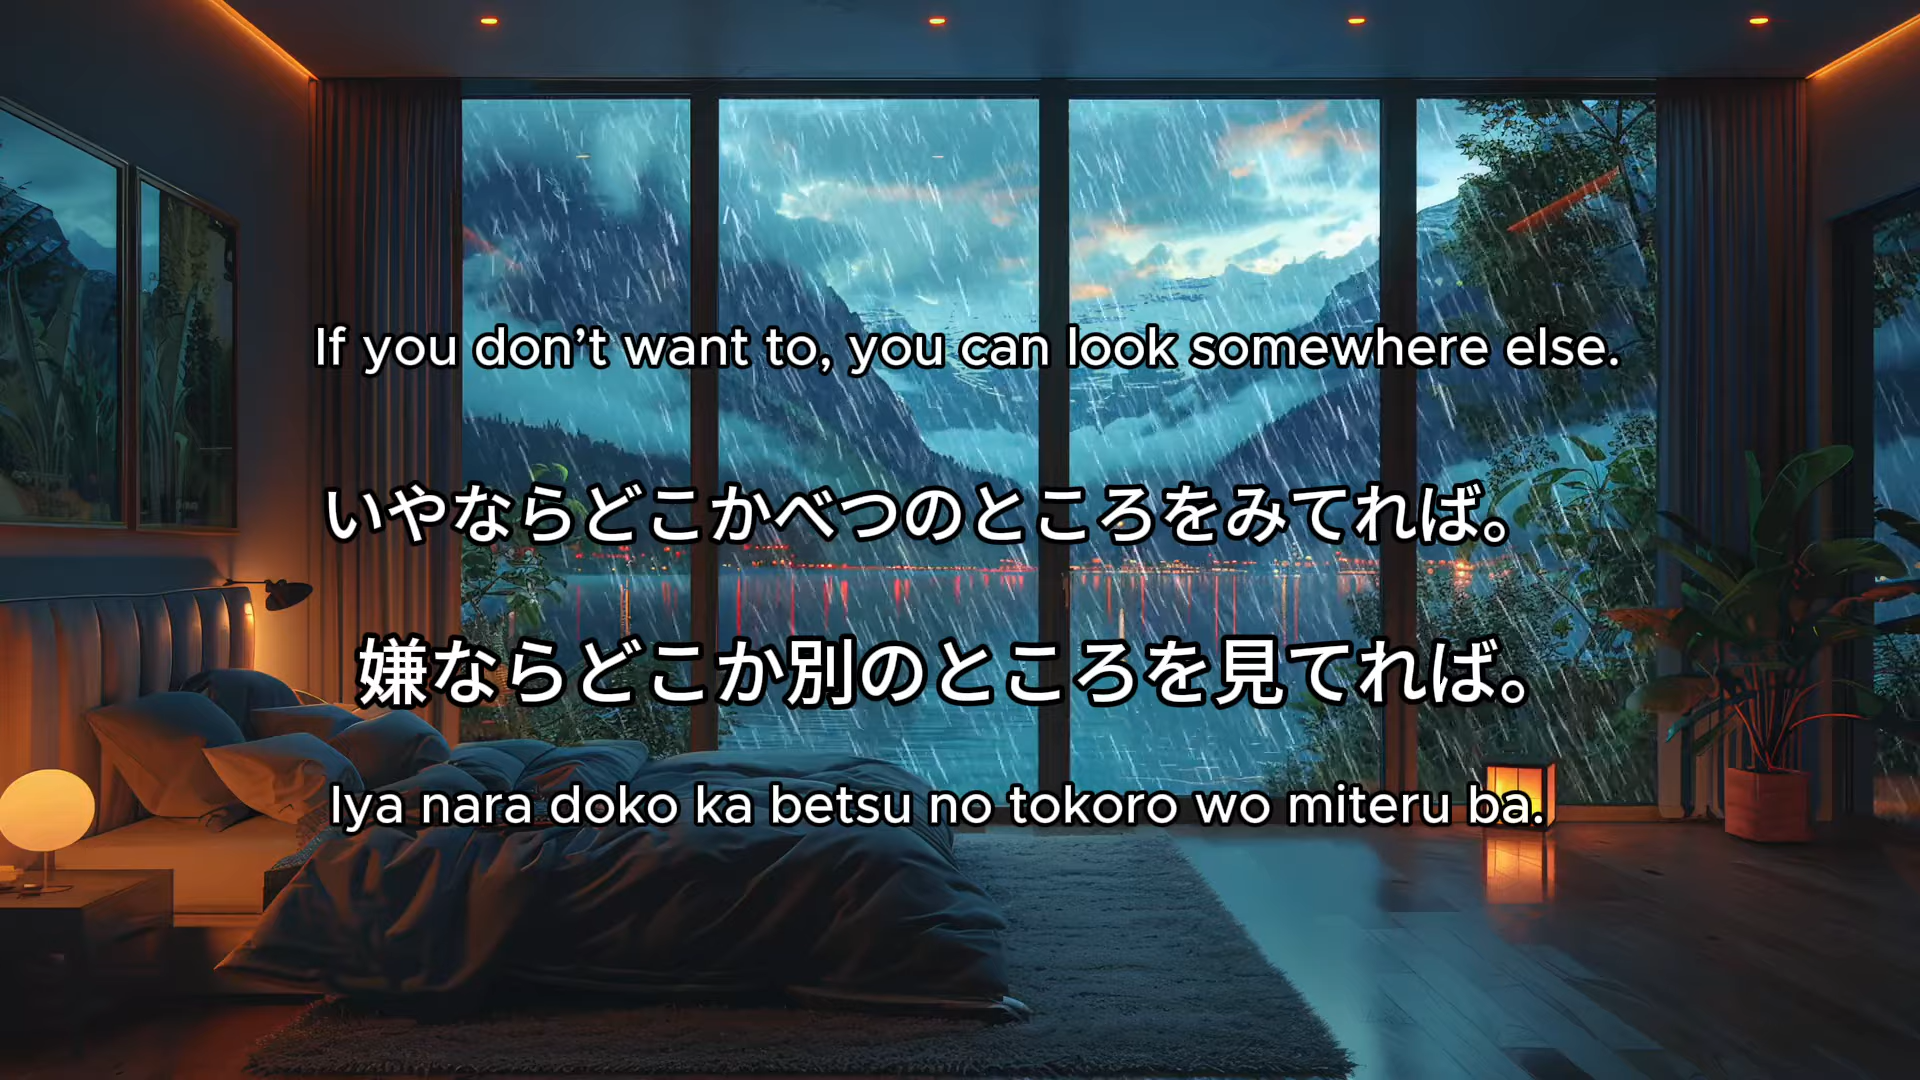 If you don’t want to, you can look somewhere else.
いやならどこかべつのところをみてれば。
嫌ならどこか別のところを見てれば。
Iya nara doko ka betsu no tokoro wo miteru ba.